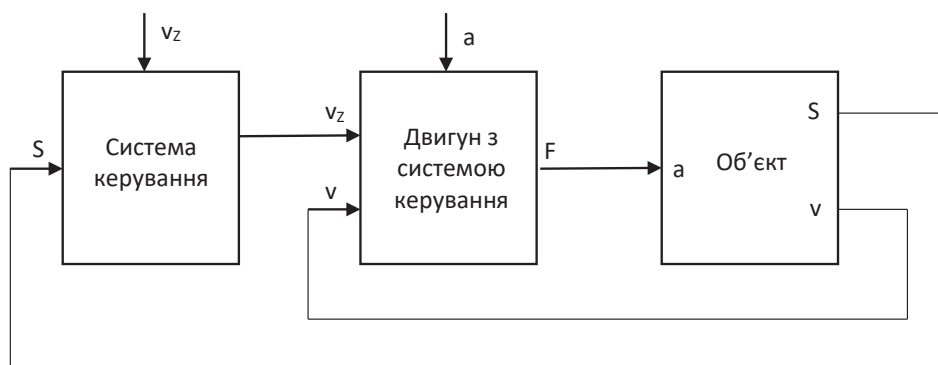 vZ
a
S
Система
керування
vZ
v
Двигун з
системою
керування
F
a
Об’єкт
S
v